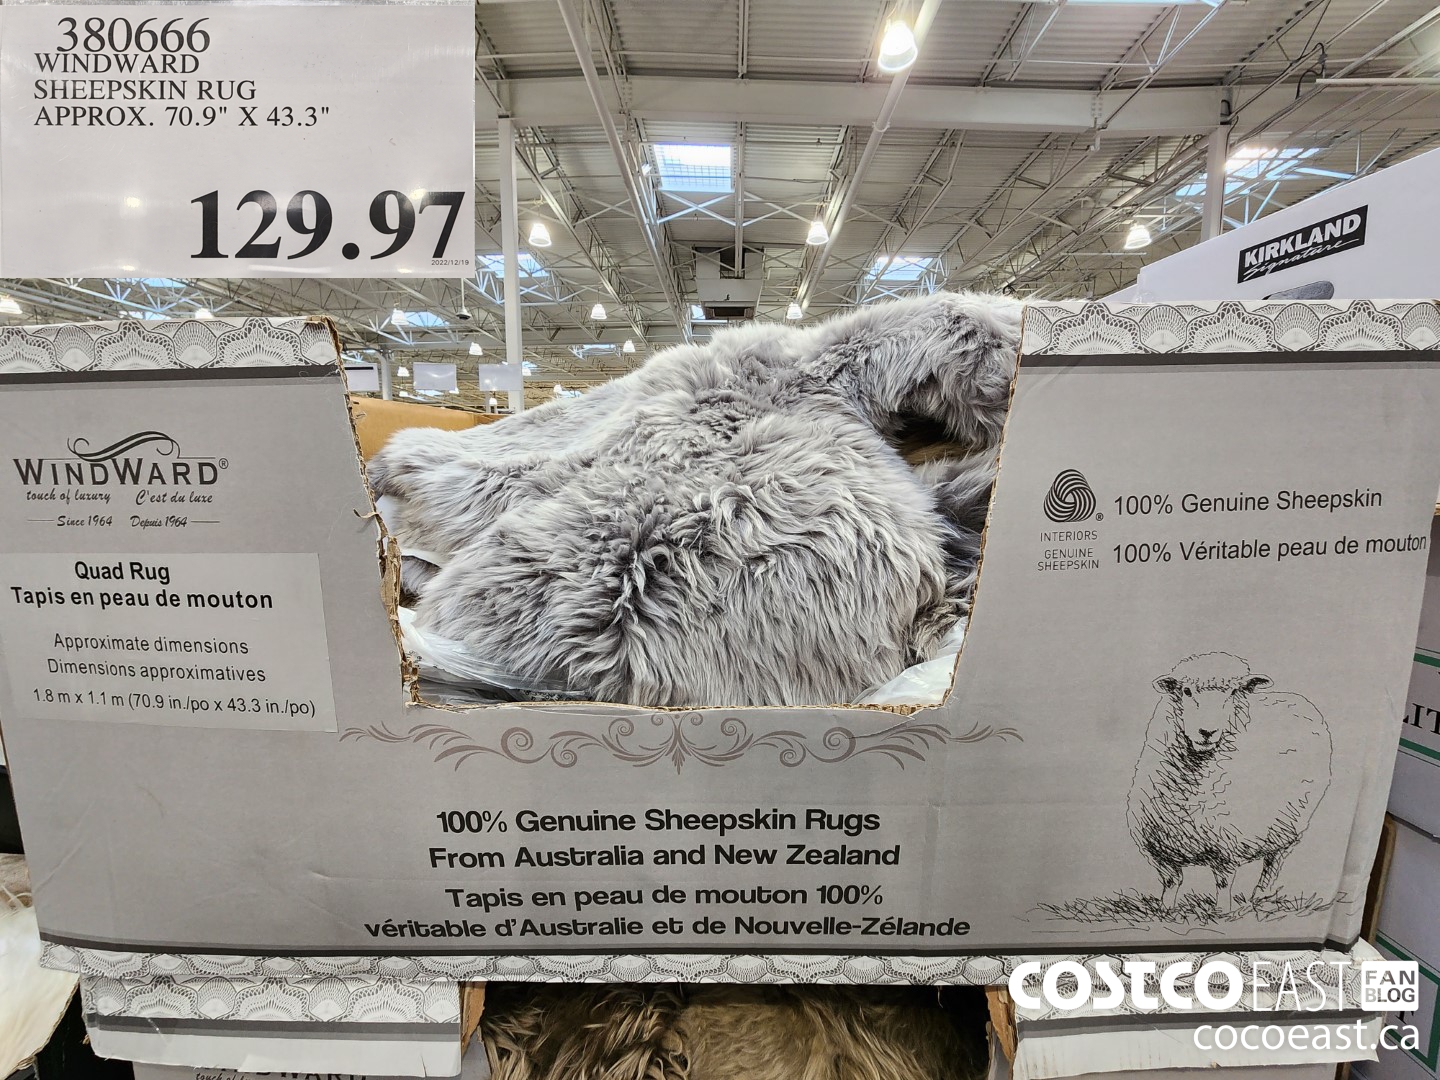 380666
WINDWARD
SHEEPSKIN RUG
APPROX. 70.9" X 43.3"
129.97
2022/12/19
KIRKLAND
Signature
WINDWARD®
touch of luxury C'est du luxe
Since 1964 Depuis 1964
Quad Rug
Tapis en peau de mouton
Approximate dimensions
Dimensions approximatives
1.8 m x 1.1 m (70.9 in./po x 43.3 in./po)
INTERIORS
GENUINE
SHEEPSKIN
®
100% Genuine Sheepskin
100% Véritable peau de mouton
100% Genuine Sheepskin Rugs
From Australia and New Zealand
Tapis en peau de mouton 100%
véritable d'Australie et de Nouvelle-Zélande
COSTCO EAST FAN BLOG
cocoeast.ca